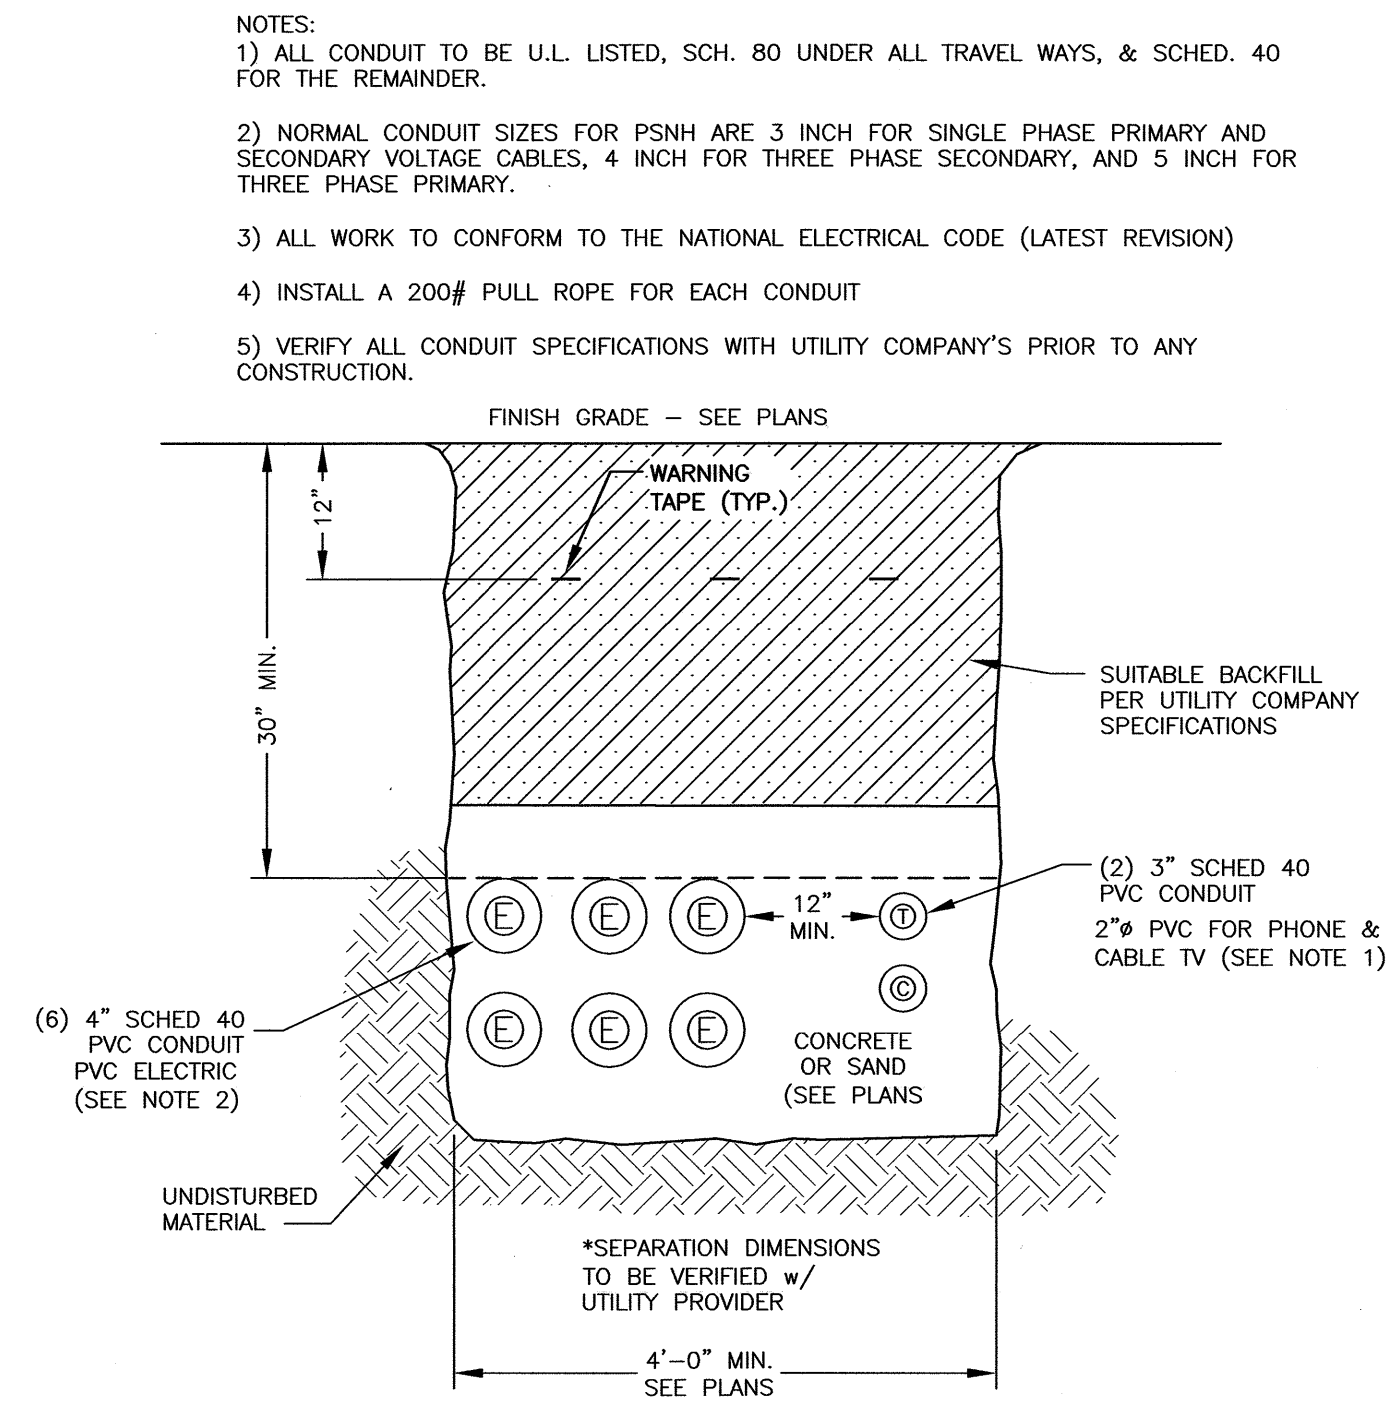 NOTES:
1) ALL CONDUIT TO BE U.L. LISTED, SCH. 80 UNDER ALL TRAVEL WAYS, & SCHED. 40
FOR THE REMAINDER.
2) NORMAL CONDUIT SIZES FOR PSNH ARE 3 INCH FOR SINGLE PHASE PRIMARY AND
SECONDARY VOLTAGE CABLES, 4 INCH FOR THREE PHASE SECONDARY, AND 5 INCH FOR
THREE PHASE PRIMARY.
3) ALL WORK TO CONFORM TO THE NATIONAL ELECTRICAL CODE (LATEST REVISION)
4) INSTALL A 200# PULL ROPE FOR EACH CONDUIT
5) VERIFY ALL CONDUIT SPECIFICATIONS WITH UTILITY COMPANY'S PRIOR TO ANY
CONSTRUCTION.
FINISH GRADE – SEE PLANS
WARNING
TAPE (TYP.)
12"
30" MIN.
SUITABLE BACKFILL
PER UTILITY COMPANY
SPECIFICATIONS
(2) 3" SCHED 40
PVC CONDUIT
2"ø PVC FOR PHONE &
CABLE TV (SEE NOTE 1)
E E E
12"
MIN.
T
C
E E E
(6) 4" SCHED 40
PVC CONDUIT
PVC ELECTRIC
(SEE NOTE 2)
CONCRETE
OR SAND
(SEE PLANS
UNDISTURBED
MATERIAL
*SEPARATION DIMENSIONS
TO BE VERIFIED w/
UTILITY PROVIDER
4'–0" MIN.
SEE PLANS